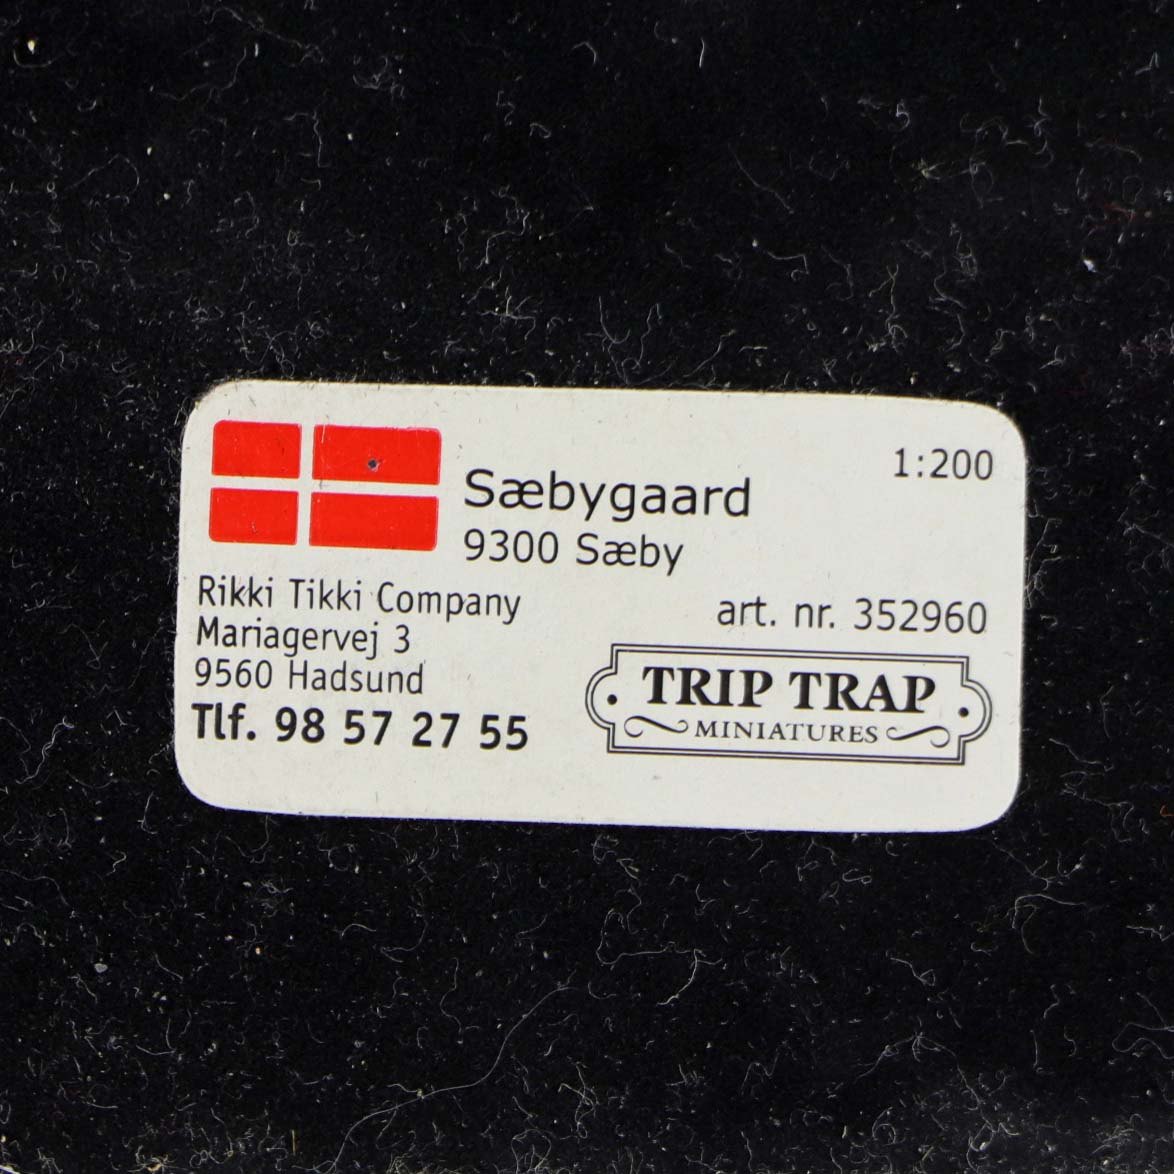 1:200
Sæbygaard
9300 Sæby
Rikki Tikki Company
Mariagervej 3
9560 Hadsund
Tlf. 98 57 27 55
art. nr. 352960
TRIP TRAP
MINIATURES